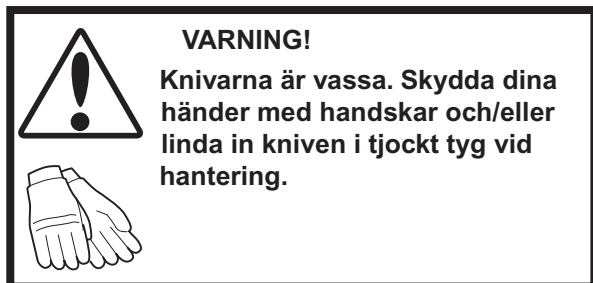 VARNING!
Knivarna är vassa. Skydda dina
händer med handskar och/eller
linda in kniven i tjockt tyg vid
hantering.